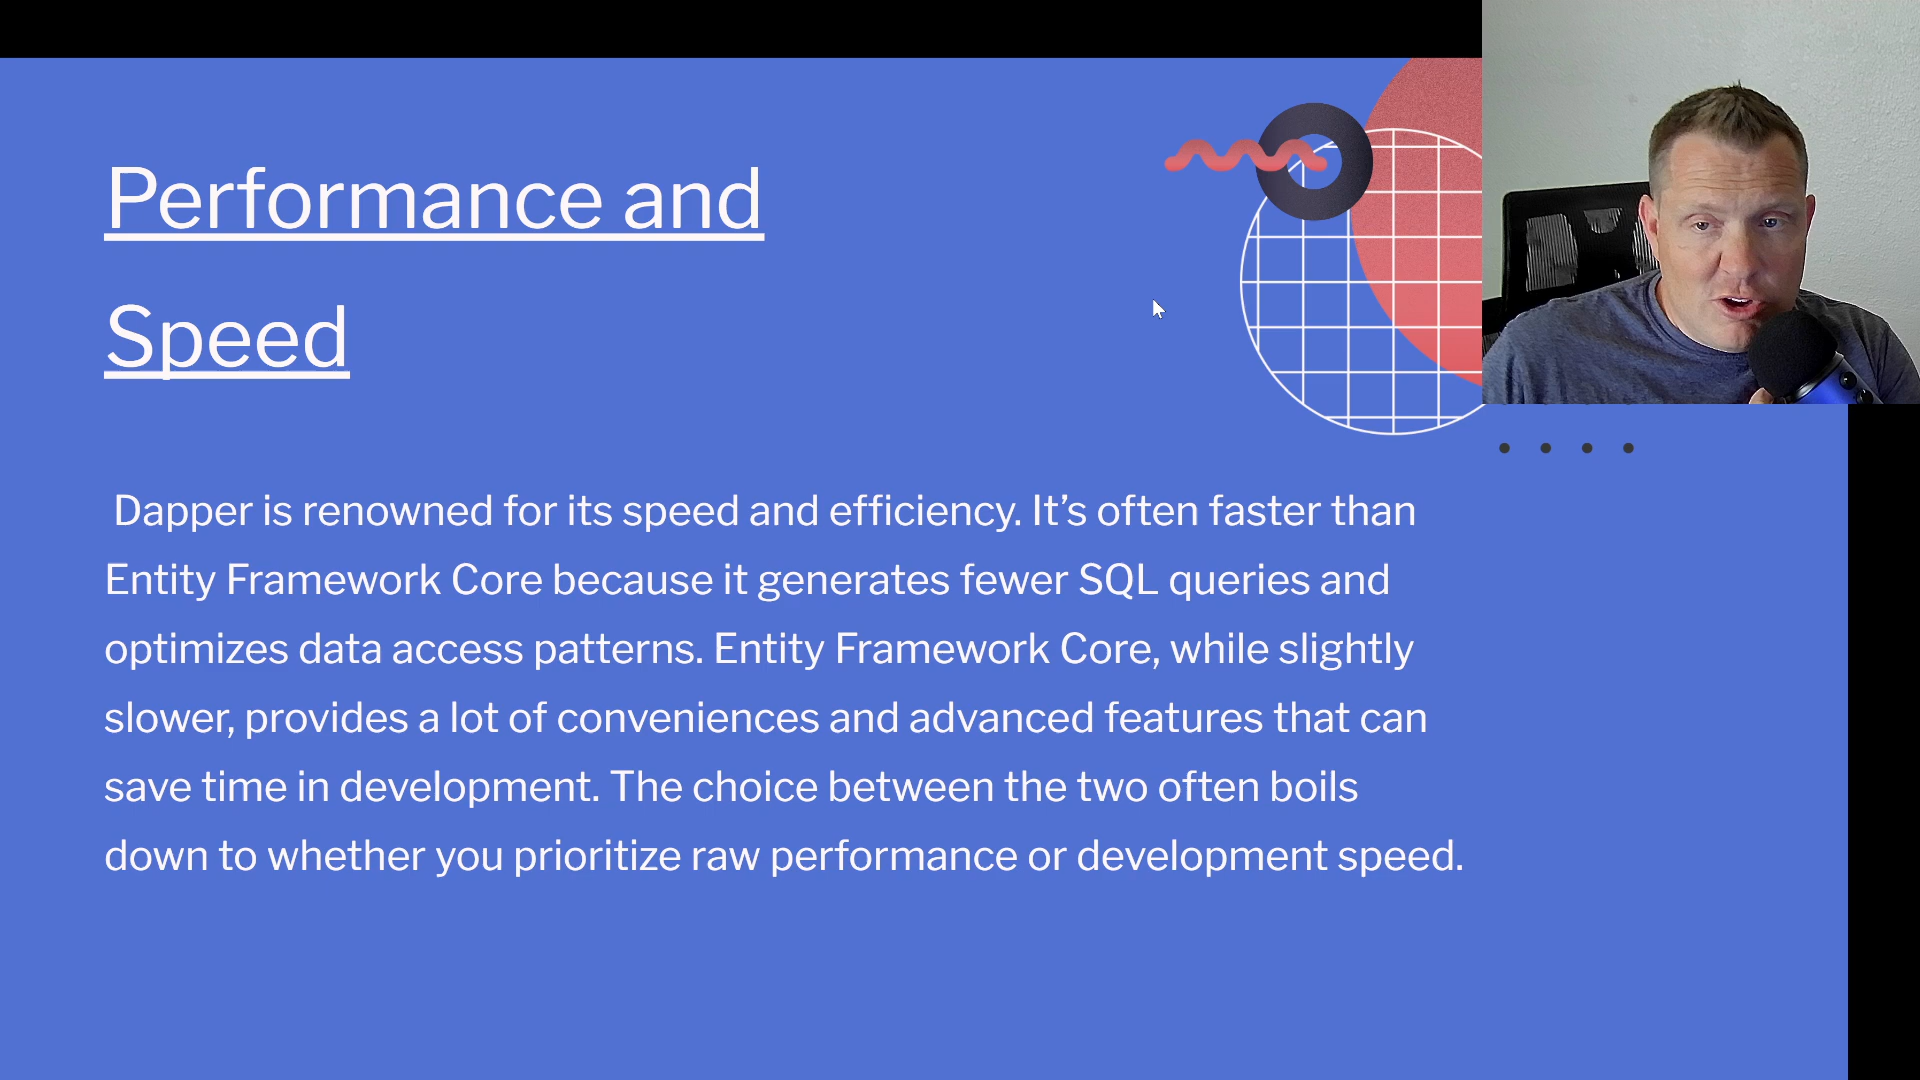 Performance and
Speed
Dapper is renowned for its speed and efficiency. It’s often faster than
Entity Framework Core because it generates fewer SQL queries and
optimizes data access patterns. Entity Framework Core, while slightly
slower, provides a lot of conveniences and advanced features that can
save time in development. The choice between the two often boils
down to whether you prioritize raw performance or development speed.